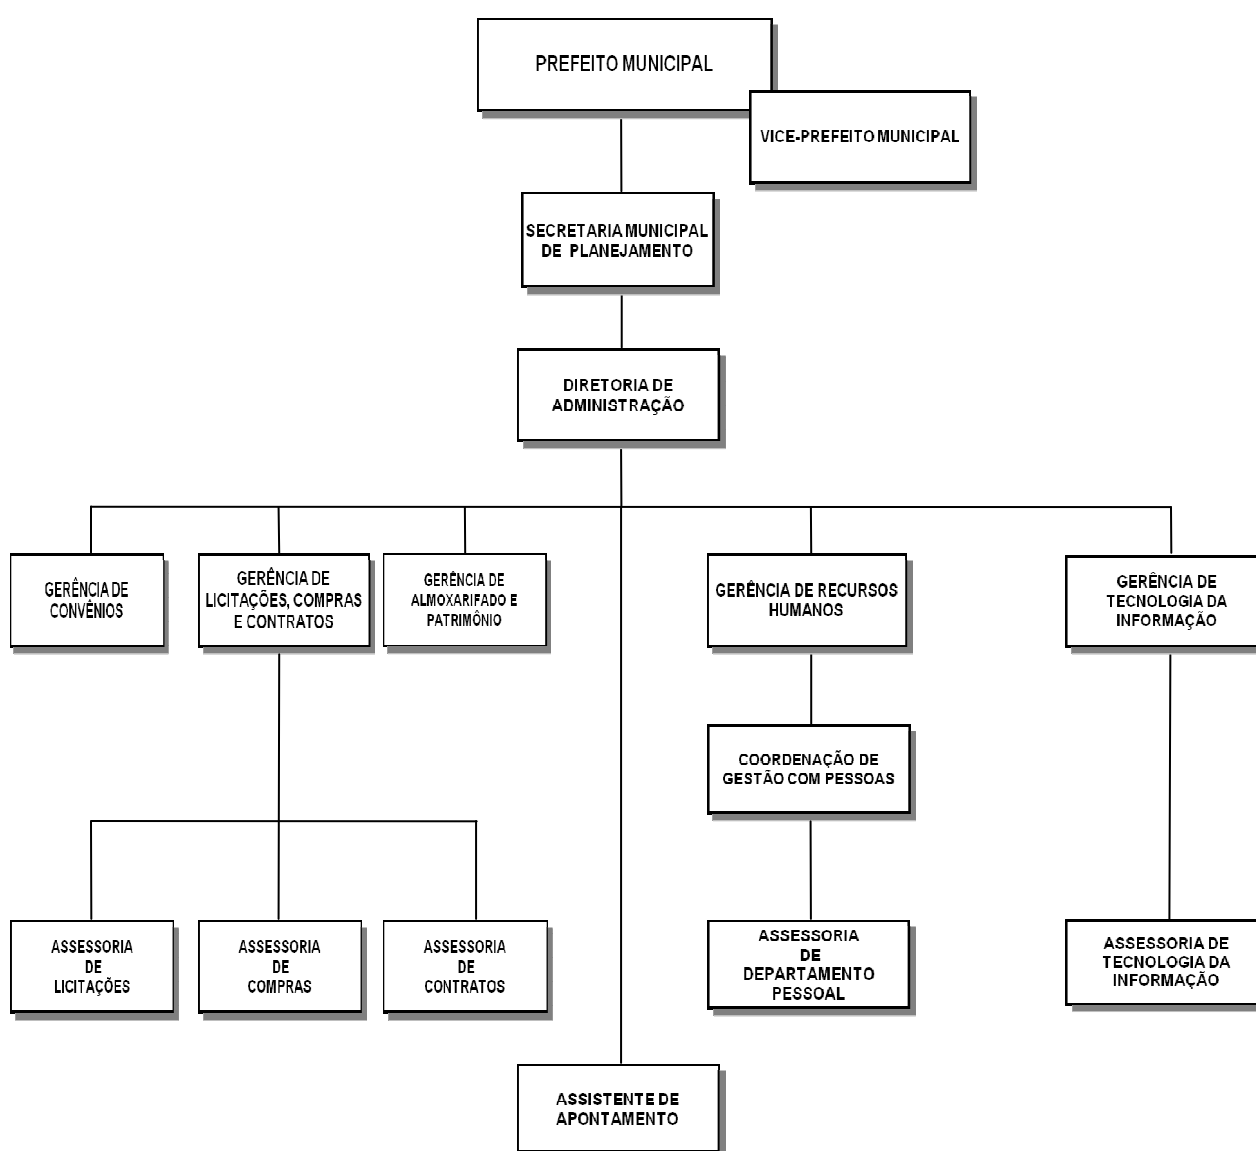 PREFEITO MUNICIPAL
VICE-PREFEITO MUNICIPAL
SECRETARIA MUNICIPAL
DE PLANEJAMENTO
DIRETORIA DE
ADMINISTRAÇÃO
GERÊNCIA DE
CONVÊNIOS
GERÊNCIA DE
LICITAÇÕES, COMPRAS
E CONTRATOS
GERÊNCIA DE
ALMOXARIFADO E
PATRIMÔNIO
GERÊNCIA DE RECURSOS
HUMANOS
GERÊNCIA DE
TECNOLOGIA DA
INFORMAÇÃO
COORDENAÇÃO DE
GESTÃO COM PESSOAS
ASSESSORIA
DE
LICITAÇÕES
ASSESSORIA
DE
COMPRAS
ASSESSORIA
DE
CONTRATOS
ASSESSORIA
DE
DEPARTAMENTO
PESSOAL
ASSESSORIA DE
TECNOLOGIA DA
INFORMAÇÃO
ASSISTENTE DE
APONTAMENTO